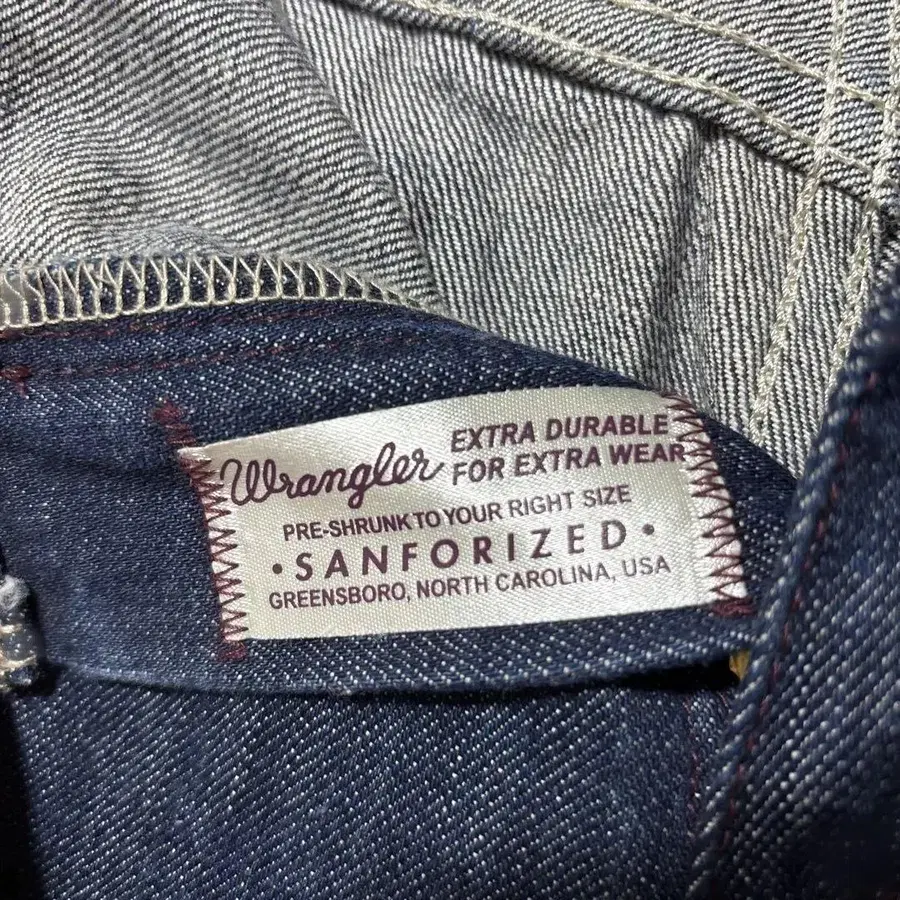 Wrangler EXTRA DURABLE
FOR EXTRA WEAR
PRE-SHRUNK TO YOUR RIGHT SIZE
• SANFORIZED •
GREENSBORO, NORTH CAROLINA, USA